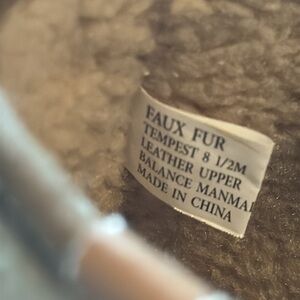 FAUX FUR
TEMPEST 8 1/2M
LEATHER UPPER
BALANCE MANMA
MADE IN CHINA